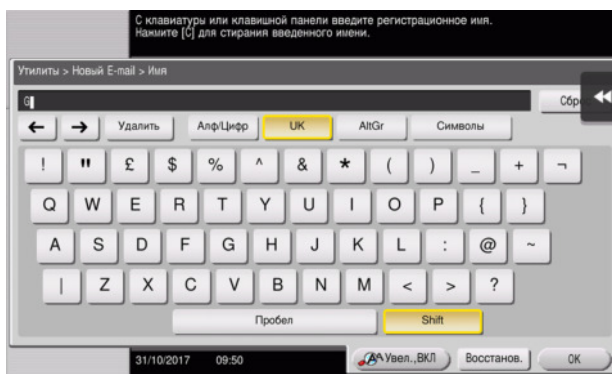 С клавиатуры или клавишной панели введите регистрационное имя.
Нажмите [C] для стирания введенного имени.
Утилиты > Новый E-mail > Имя
G
← → Удалить Алф/Цифр UK AltGr Символы
! " £ $ % ^ & * ( ) _ + ¬
Q W E R T Y U I O P { }
A S D F G H J K L : @ ~
| Z X C V B N M < > ?
Пробел Shift
31/10/2017 09:50 Увел.,ВКЛ Восстанов. OK